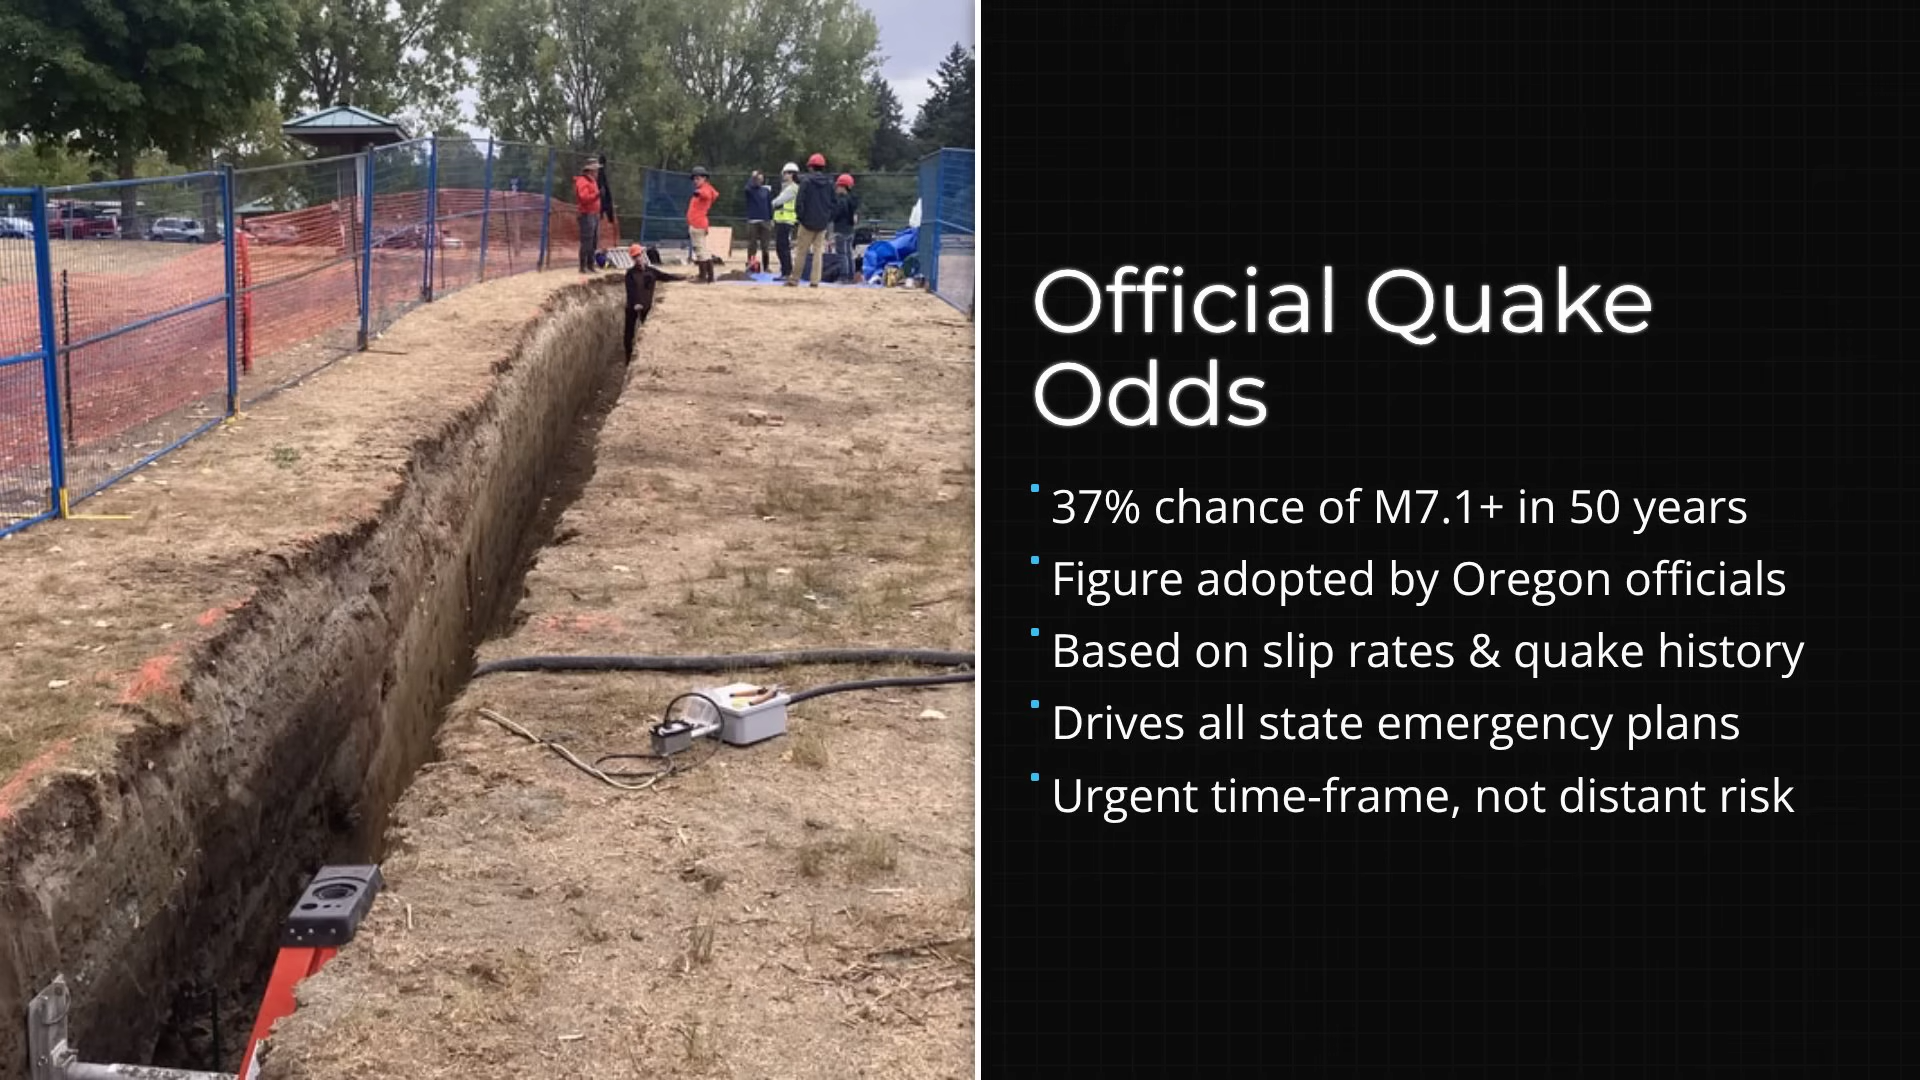 Official Quake
Odds
37% chance of M7.1+ in 50 years
Figure adopted by Oregon officials
Based on slip rates & quake history
Drives all state emergency plans
Urgent time-frame, not distant risk